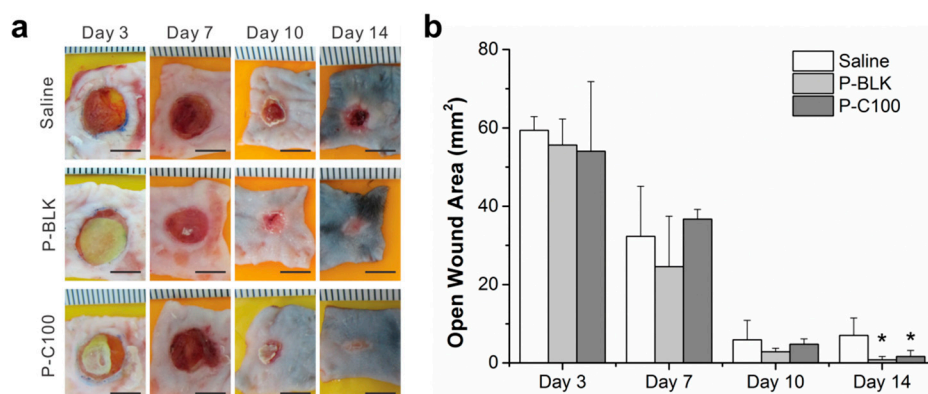 a
Day 3 Day 7 Day 10 Day 14
Saline
P-BLK
P-C100
b
Open Wound Area (mm²)
80
60
40
20
0
Saline
P-BLK
P-C100
* *
Day 3 Day 7 Day 10 Day 14